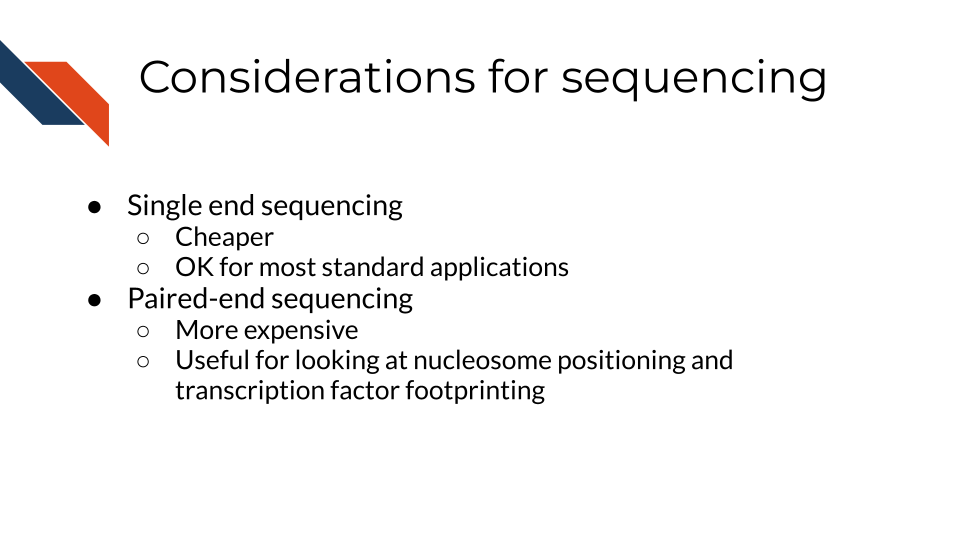 Considerations for sequencing
● Single end sequencing
○ Cheaper
○ OK for most standard applications
● Paired-end sequencing
○ More expensive
○ Useful for looking at nucleosome positioning and
transcription factor footprinting